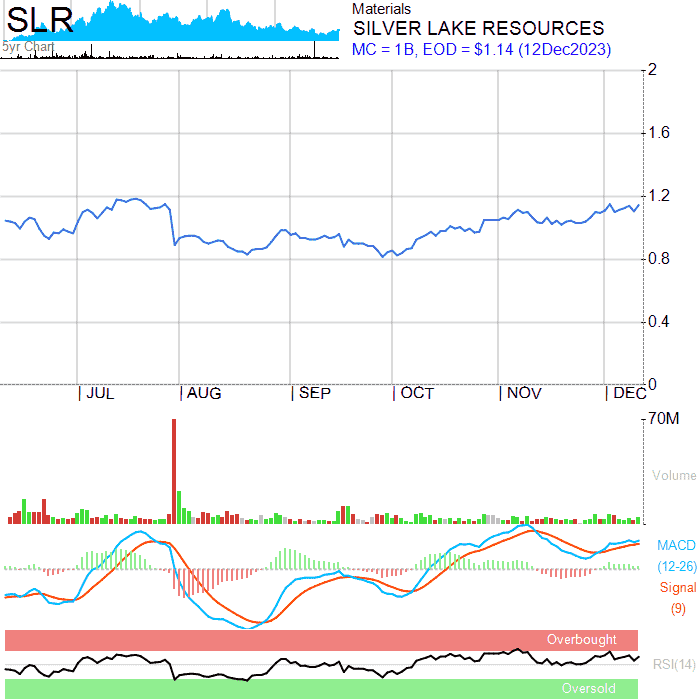 SLR
5yr Chart
Materials
SILVER LAKE RESOURCES
MC = 1B, EOD = $1.14 (12Dec2023)
2
1.6
1.2
0.8
0.4
0
| JUL | AUG | SEP | OCT | NOV | DEC
70M
Volume
MACD
(12-26)
Signal
(9)
Overbought
RSI(14)
Oversold